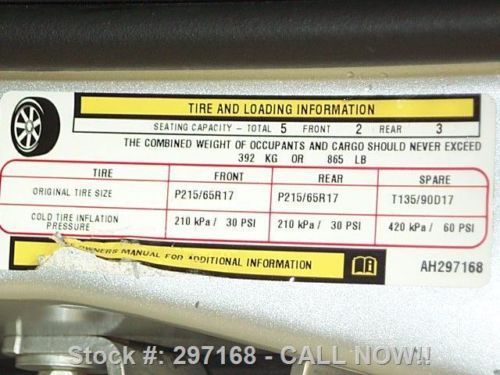 TIRE AND LOADING INFORMATION
SEATING CAPACITY - TOTAL 5 FRONT 2 REAR 3
THE COMBINED WEIGHT OF OCCUPANTS AND CARGO SHOULD NEVER EXCEED
392 KG OR 865 LB
TIRE FRONT REAR SPARE
ORIGINAL TIRE SIZE P215/65R17 P215/65R17 T135/90D17
COLD TIRE INFLATION PRESSURE 210 kPa / 30 PSI 210 kPa / 30 PSI 420 kPa / 60 PSI
OWNERS MANUAL FOR ADDITIONAL INFORMATION
AH297168
Stock #: 297168 - CALL NOW!!